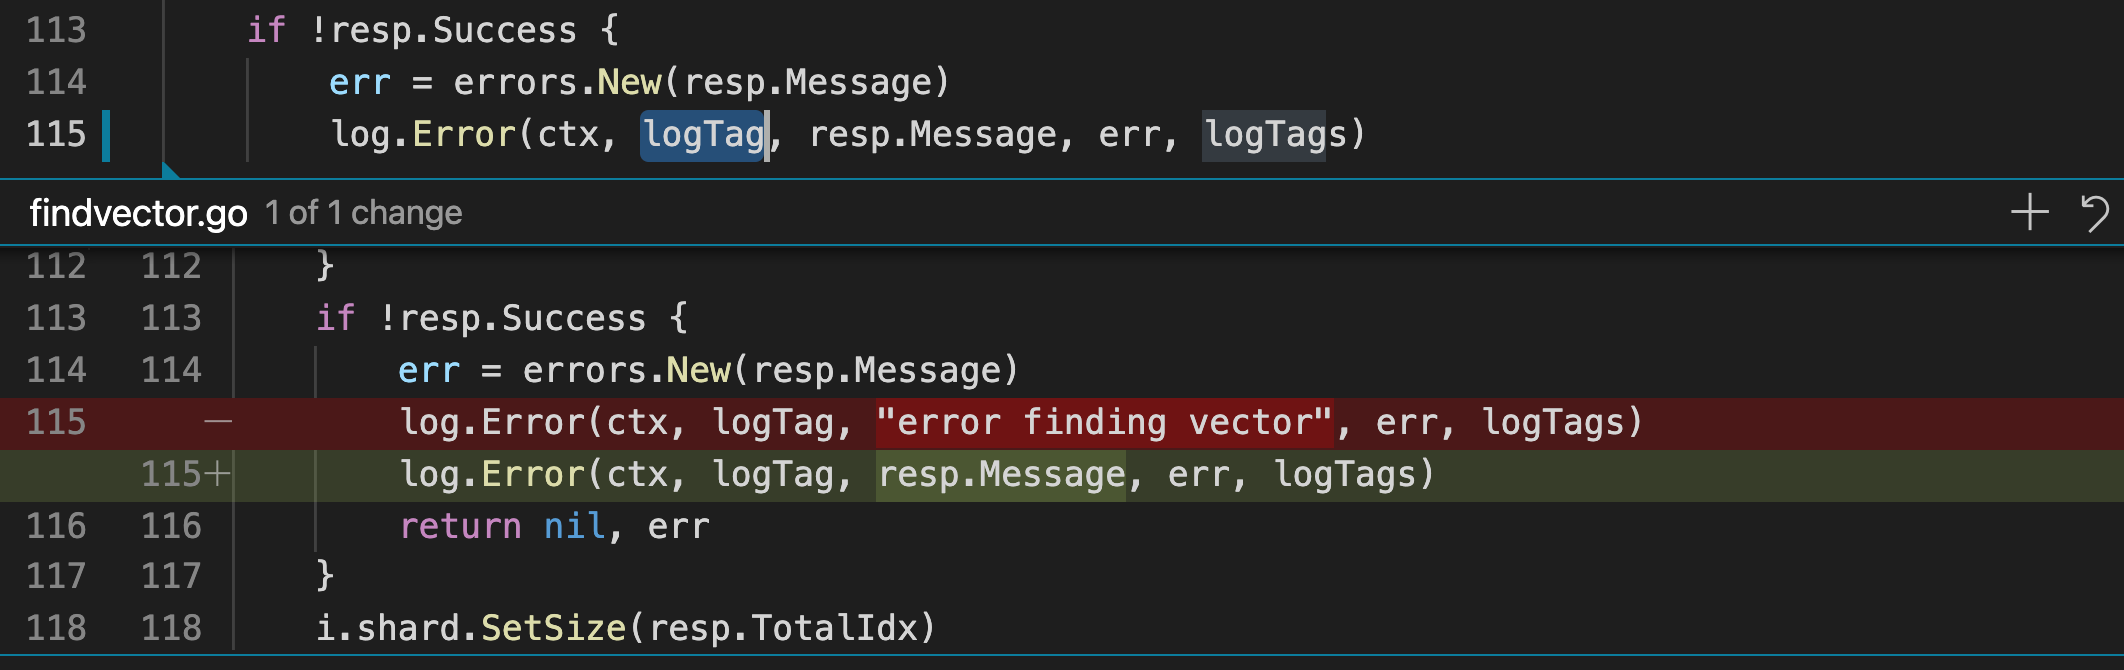 113 if !resp.Success {
114 err = errors.New(resp.Message)
115 log.Error(ctx, logTag, resp.Message, err, logTags)
findvector.go 1 of 1 change
112 112 }
113 113 if !resp.Success {
114 114 err = errors.New(resp.Message)
115 — log.Error(ctx, logTag, "error finding vector", err, logTags)
115+ log.Error(ctx, logTag, resp.Message, err, logTags)
116 116 return nil, err
117 117 }
118 118 i.shard.SetSize(resp.TotalIdx)